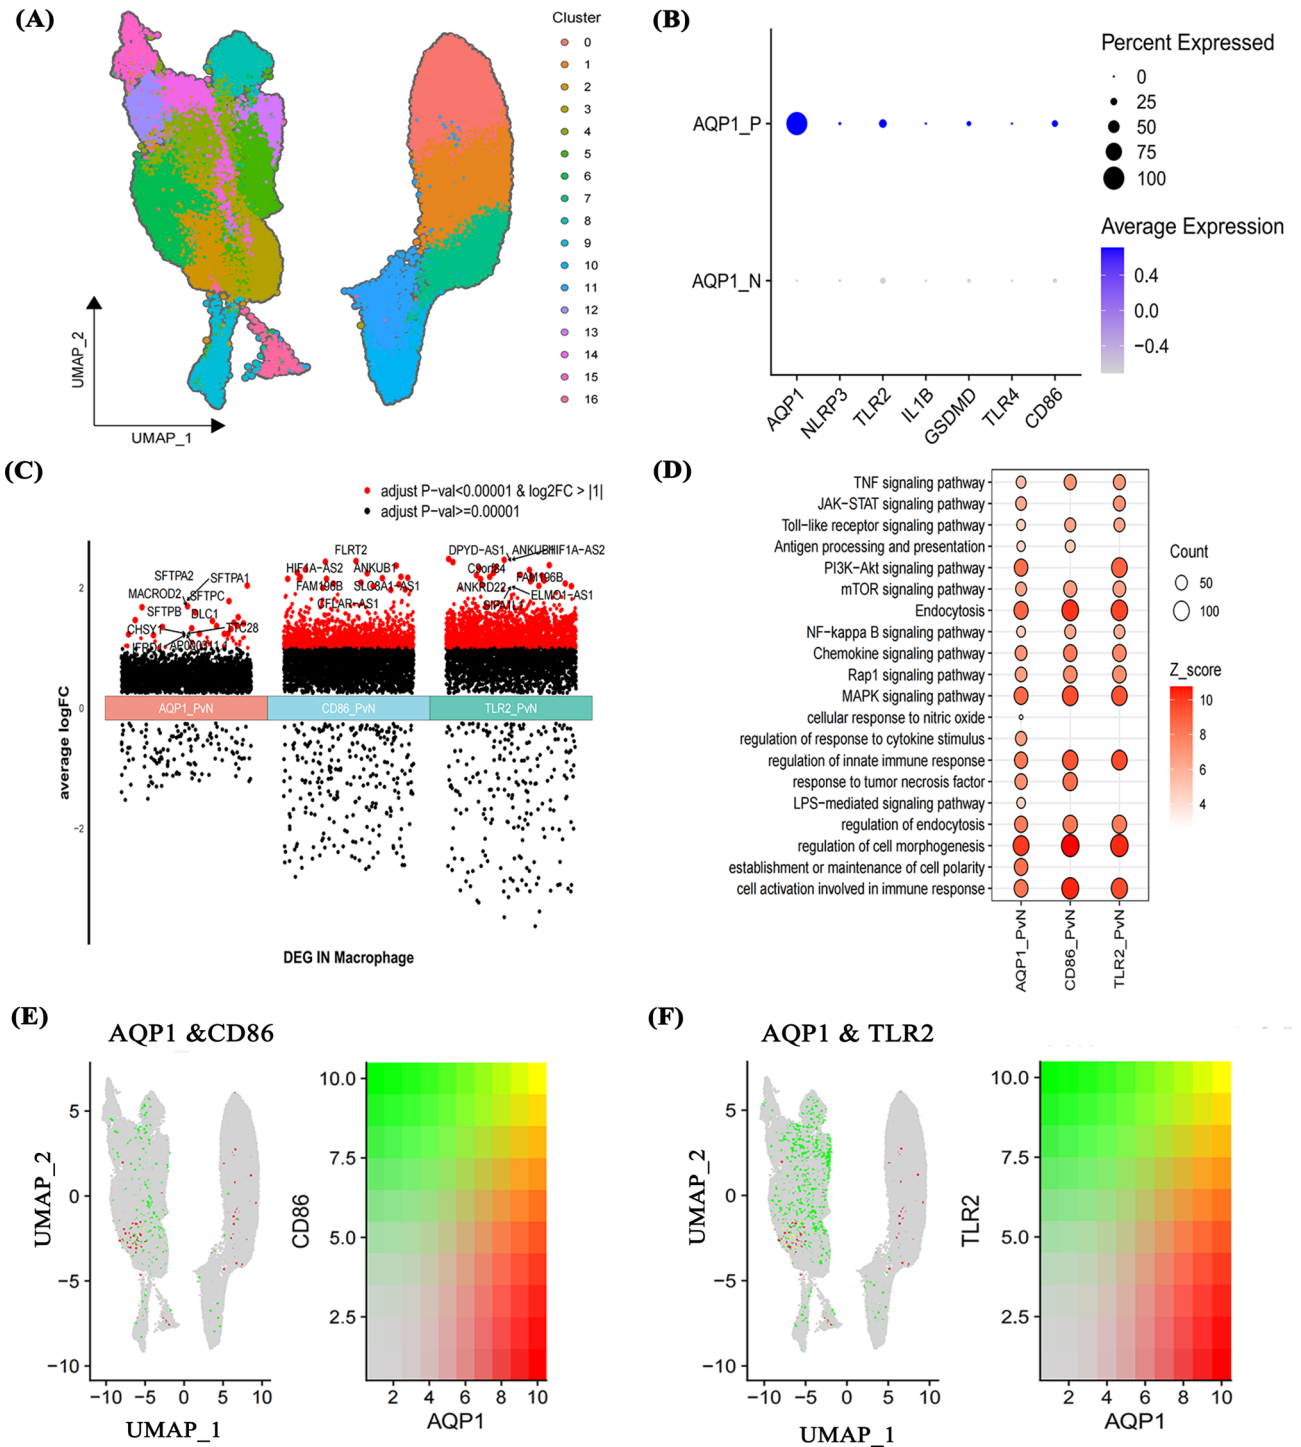 (A)
Cluster
0
1
2
3
4
5
6
7
8
9
10
11
12
13
14
15
16
UMAP_2
UMAP_1
(B)
AQP1_P
AQP1_N
AQP1
NLRP3
TLR2
IL1B
GSDMD
TLR4
CD86
Percent Expressed
0
25
50
75
100
Average Expression
0.4
0.0
−0.4
(C)
adjust P−val<0.00001 & log2FC > |1|
adjust P−val>=0.00001
average logFC
2
0
−2
SFTPA2
SFTPA1
MACROD2
SFTPC
SFTPB
DLC1
CHSY1
TTC28
FLRT2
HIF1A−AS2
ANKUB1
FAM196B
SLC8A1−AS1
CFLAR−AS1
DPYD−AS1
ANKUB1
HIF1A−AS2
C9orf84
FAM196B
ANKRD22
ELMO1−AS1
SIPA1L1
AQP1_PvN
CD86_PvN
TLR2_PvN
DEG IN Macrophage
(D)
TNF signaling pathway
JAK−STAT signaling pathway
Toll−like receptor signaling pathway
Antigen processing and presentation
PI3K−Akt signaling pathway
mTOR signaling pathway
Endocytosis
NF−kappa B signaling pathway
Chemokine signaling pathway
Rap1 signaling pathway
MAPK signaling pathway
cellular response to nitric oxide
regulation of response to cytokine stimulus
regulation of innate immune response
response to tumor necrosis factor
LPS−mediated signaling pathway
regulation of endocytosis
regulation of cell morphogenesis
establishment or maintenance of cell polarity
cell activation involved in immune response
AQP1_PvN
CD86_PvN
TLR2_PvN
Count
50
100
Z_score
10
8
6
4
(E)
AQP1 &CD86
UMAP_2
5
0
−5
−10
−10
−5
0
5
10
UMAP_1
CD86
10.0
7.5
5.0
2.5
2
4
6
8
10
AQP1
(F)
AQP1 & TLR2
UMAP_2
5
0
−5
−10
−10
−5
0
5
10
UMAP_1
TLR2
10.0
7.5
5.0
2.5
2
4
6
8
10
AQP1